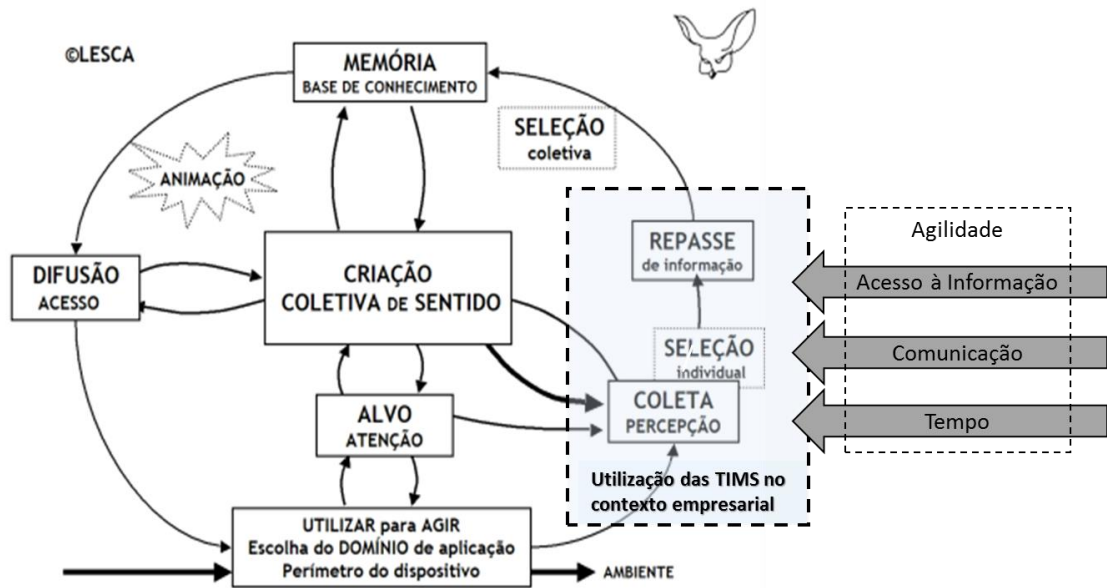 ©LESCA
MEMÓRIA
BASE DE CONHECIMENTO
SELEÇÃO
coletiva
ANIMAÇÃO
DIFUSÃO
ACESSO
CRIAÇÃO
COLETIVA DE SENTIDO
REPASSE
de informação
SELEÇÃO
individual
COLETA
PERCEPÇÃO
ALVO
ATENÇÃO
Utilização das TIMS no
contexto empresarial
UTILIZAR para AGIR
Escolha do DOMÍNIO de aplicação
Perímetro do dispositivo
AMBIENTE
Agilidade
Acesso à Informação
Comunicação
Tempo